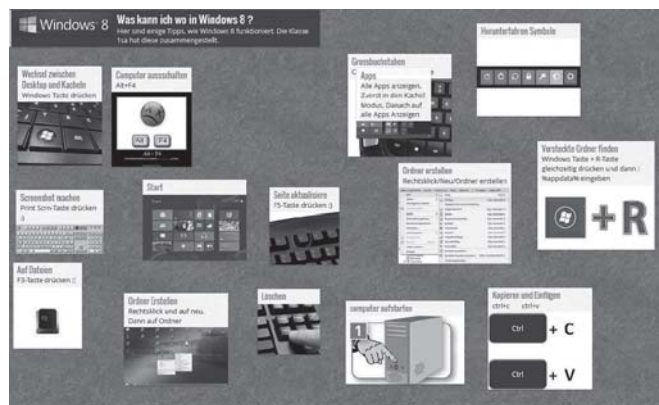 Windows 8
Was kann ich wo in Windows 8 ?
Hier sind einige Tipps, wie Windows 8 funktioniert. Die Klasse
1sa hat diese zusammengestellt.
Wechsel zwischen
Desktop und Kacheln
Windows Taste drücken
Computer ausschalten
Alt+F4
Alt
F4
Alt + F4
Grossbuchstaben
Apps
Alle Apps anzeigen.
Zuerst in den Kachel
Modus. Danach auf
alle Apps Anzeigen
Herunterfahren Symbole
Versteckte Ordner finden
Windows Taste + R-Taste
gleichzeitig drücken und dann :
%appdata% eingeben
+ R
Screenshot machen
Print Scrn-Taste drücken
:)
Start
Seite aktualisiere
F5-Taste drücken :)
Ordner erstellen
Rechtsklick/Neu/Ordner erstellen
Auf Dateien
F3-Taste drücken
Ordner Erstellen
Rechtsklick und auf neu.
Dann auf Ordner
Löschen
computer aufstarten
1
Kopieren und Einfügen
ctrl+c ctrl+v
Ctrl + C
Ctrl + V